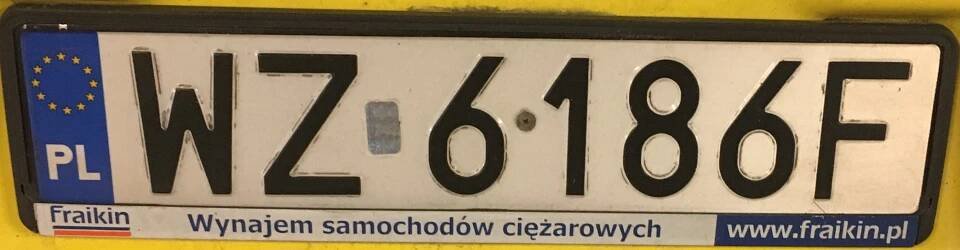 PL WZ 6186F
Fraikin Wynajem samochodów ciężarowych www.fraikin.pl